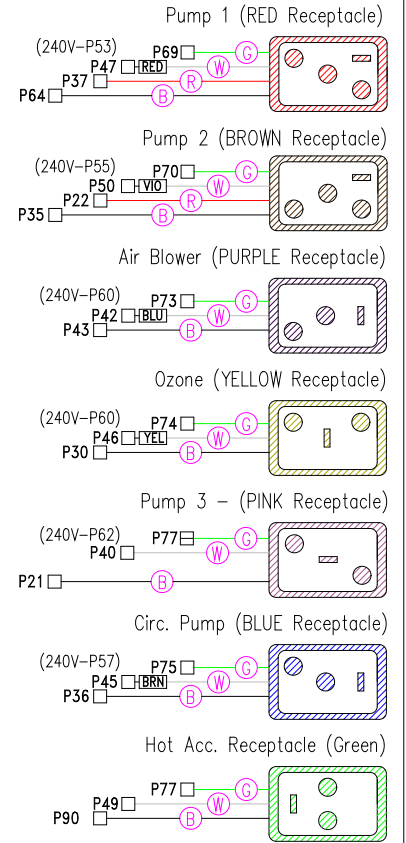 Pump 1 (RED Receptacle)
(240V-P53) P69 G
P47 RED W
P37 R
P64 B
Pump 2 (BROWN Receptacle)
(240V-P55) P70 G
P50 VIO W
P22 R
P35 B
Air Blower (PURPLE Receptacle)
(240V-P60) P73 G
P42 BLU W
P43 B
Ozone (YELLOW Receptacle)
(240V-P60) P74 G
P46 YEL W
P30 B
Pump 3 - (PINK Receptacle)
(240V-P62) P77 G
P40 W
P21 B
Circ. Pump (BLUE Receptacle)
(240V-P57) P75 G
P45 BRN W
P36 B
Hot Acc. Receptacle (Green)
P77 G
P49 W
P90 B